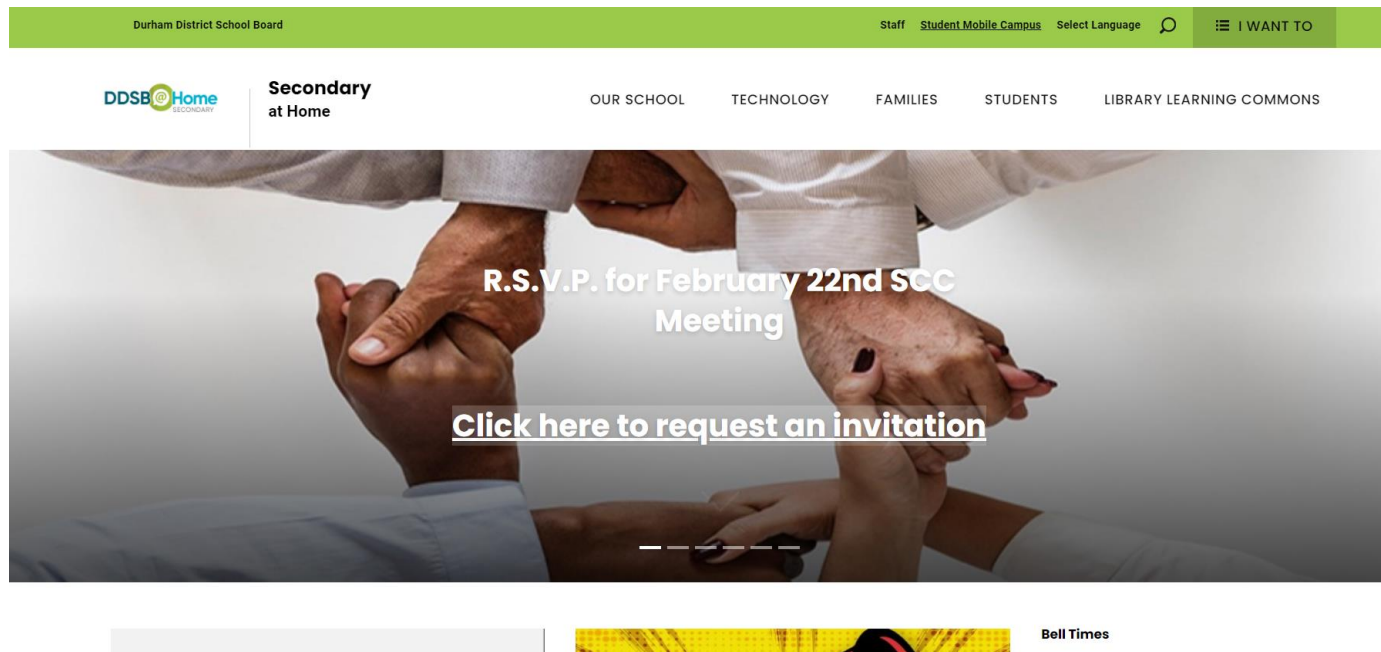 Durham District School Board
Staff Student Mobile Campus Select Language I WANT TO
DDSB@Home
SECONDARY
Secondary
at Home
OUR SCHOOL TECHNOLOGY FAMILIES STUDENTS LIBRARY LEARNING COMMONS
R.S.V.P. for February 22nd SCC
Meeting
Click here to request an invitation
Bell Times